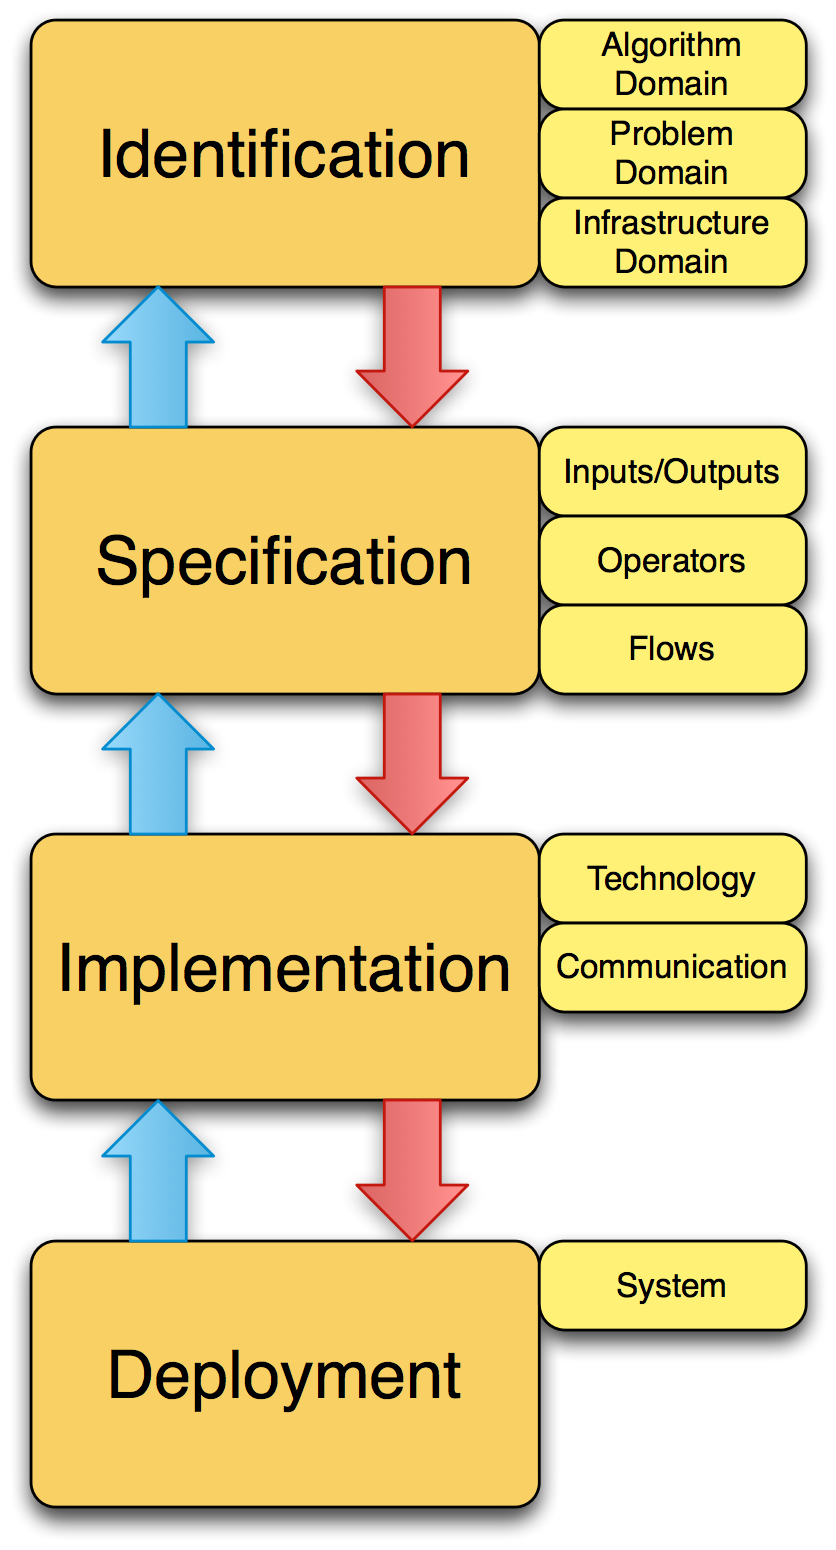 Identification
Algorithm
Domain
Problem
Domain
Infrastructure
Domain
Specification
Inputs/Outputs
Operators
Flows
Implementation
Technology
Communication
Deployment
System